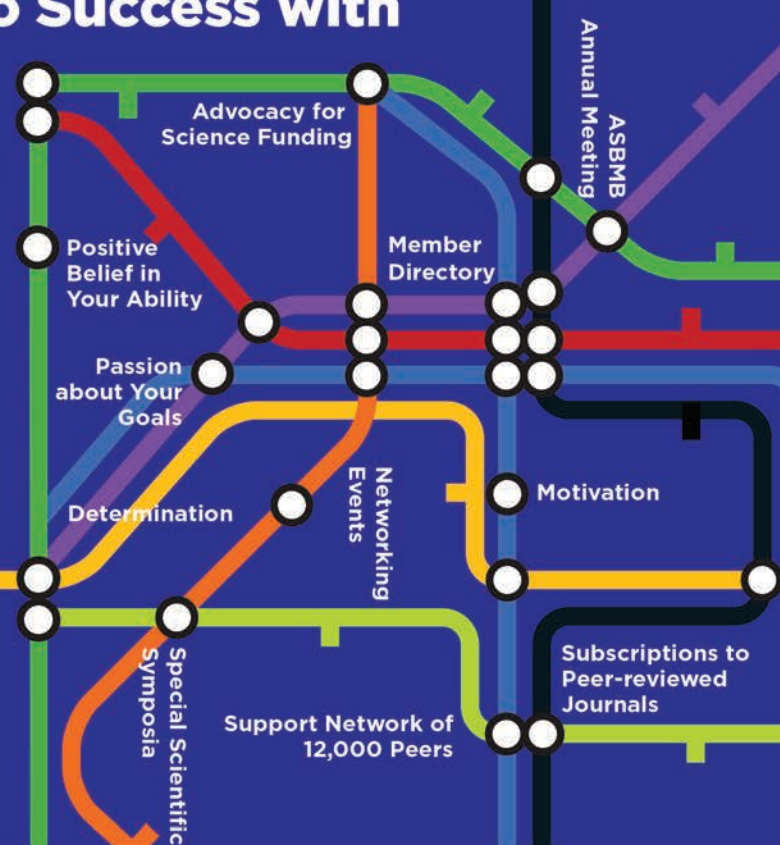 o Success with
Advocacy for
Science Funding
ASBMB
Annual Meeting
Positive
Belief in
Your Ability
Member
Directory
Passion
about Your
Goals
Determination
Networking
Events
Motivation
Special Scientific
Symposia
Subscriptions to
Peer-reviewed
Journals
Support Network of
12,000 Peers